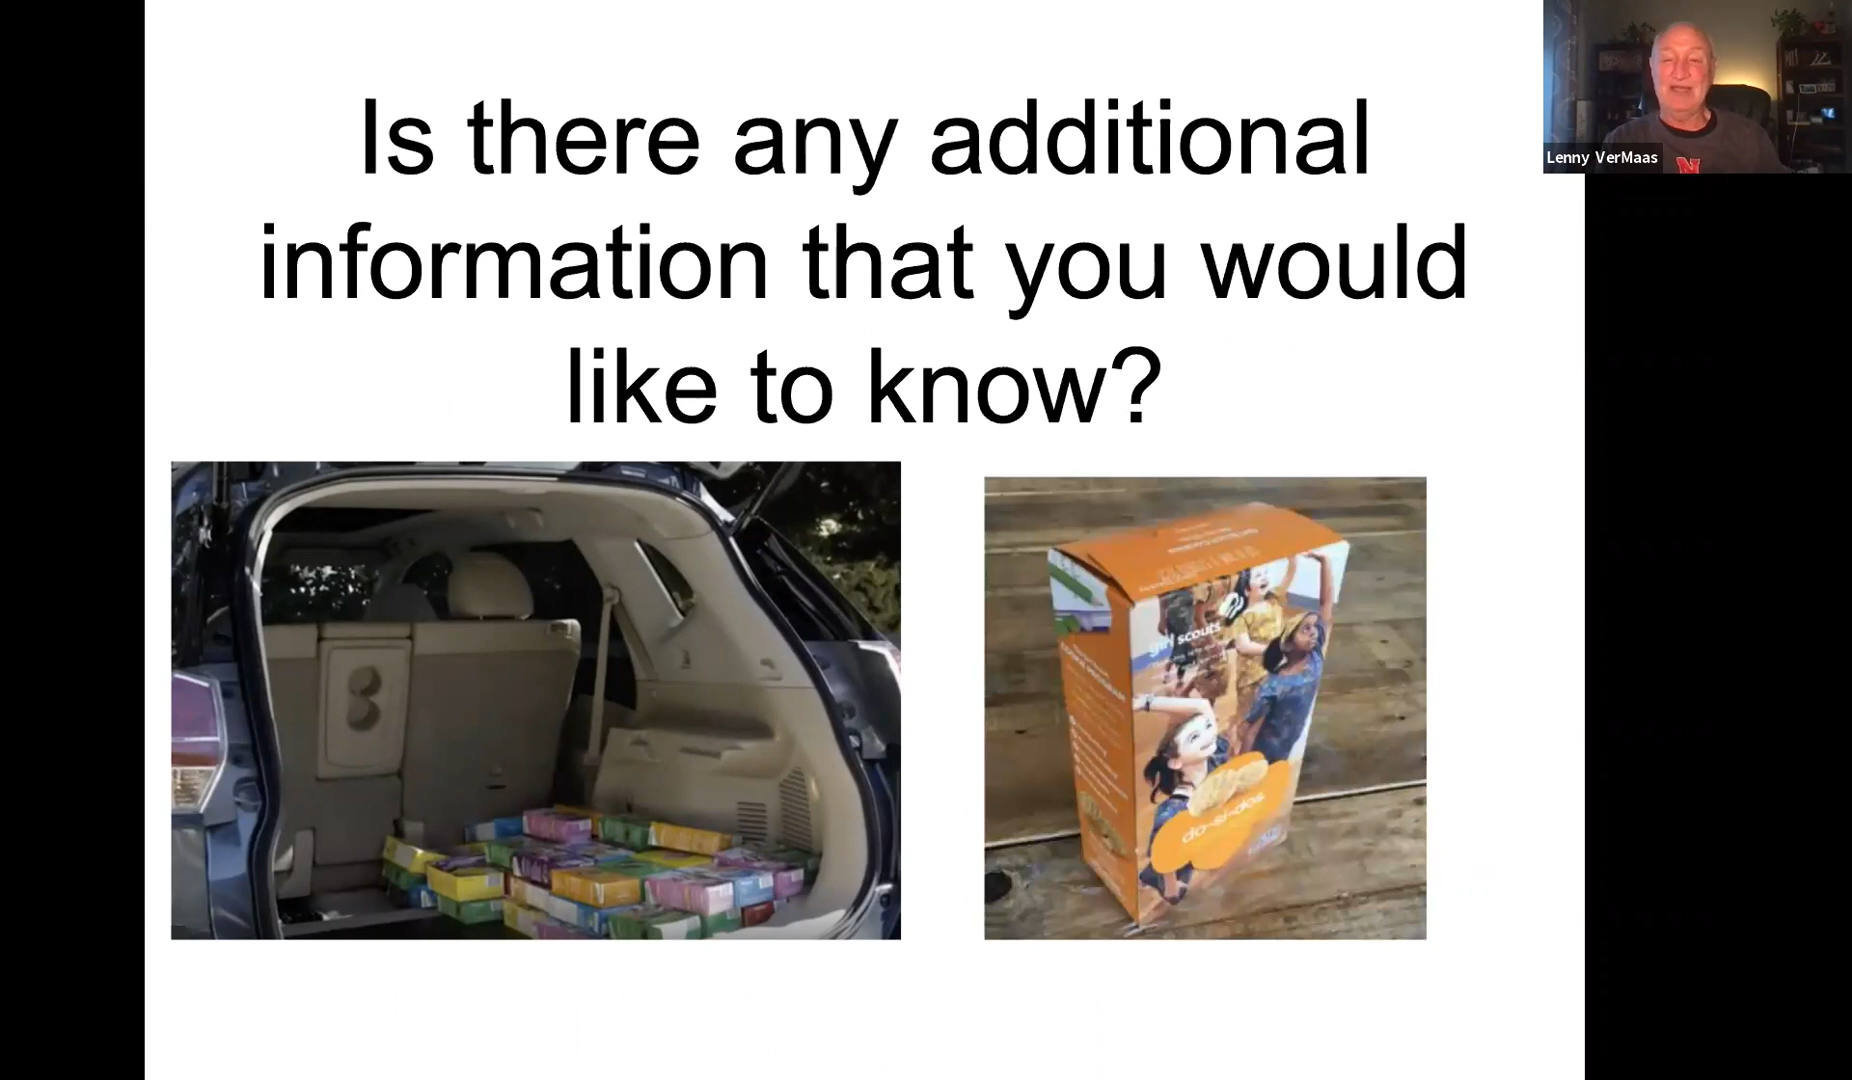 Is there any additional
information that you would
like to know?
Lenny VerMaas
N
girl scouts
do-si-dos